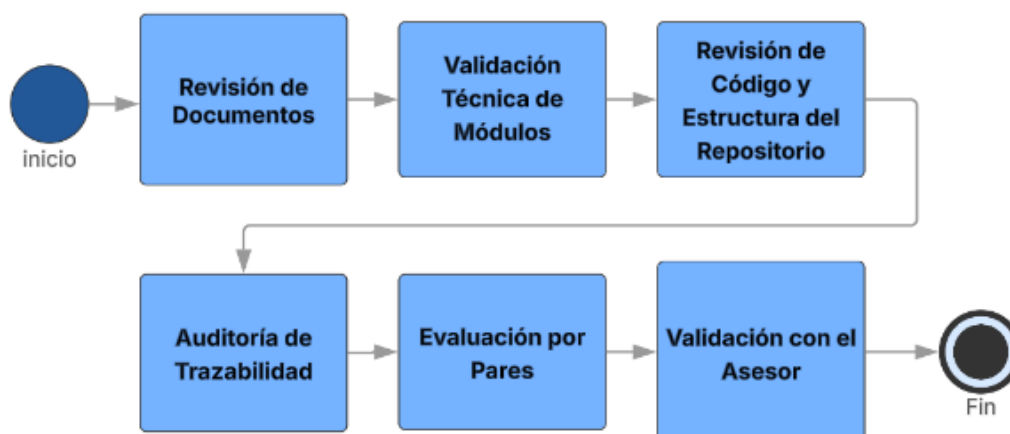 inicio
Revisión de
Documentos
Validación
Técnica de
Módulos
Revisión de
Código y
Estructura del
Repositorio
Auditoría de
Trazabilidad
Evaluación por
Pares
Validación con el
Asesor
Fin